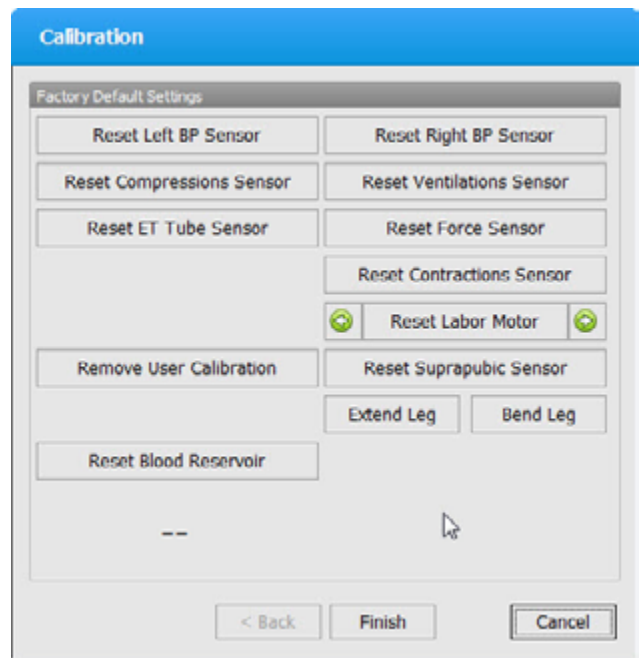 Calibration
Factory Default Settings
Reset Left BP Sensor
Reset Right BP Sensor
Reset Compressions Sensor
Reset Ventilations Sensor
Reset ET Tube Sensor
Reset Force Sensor
Reset Contractions Sensor
Reset Labor Motor
Remove User Calibration
Reset Suprapubic Sensor
Extend Leg
Bend Leg
Reset Blood Reservoir
--
< Back
Finish
Cancel